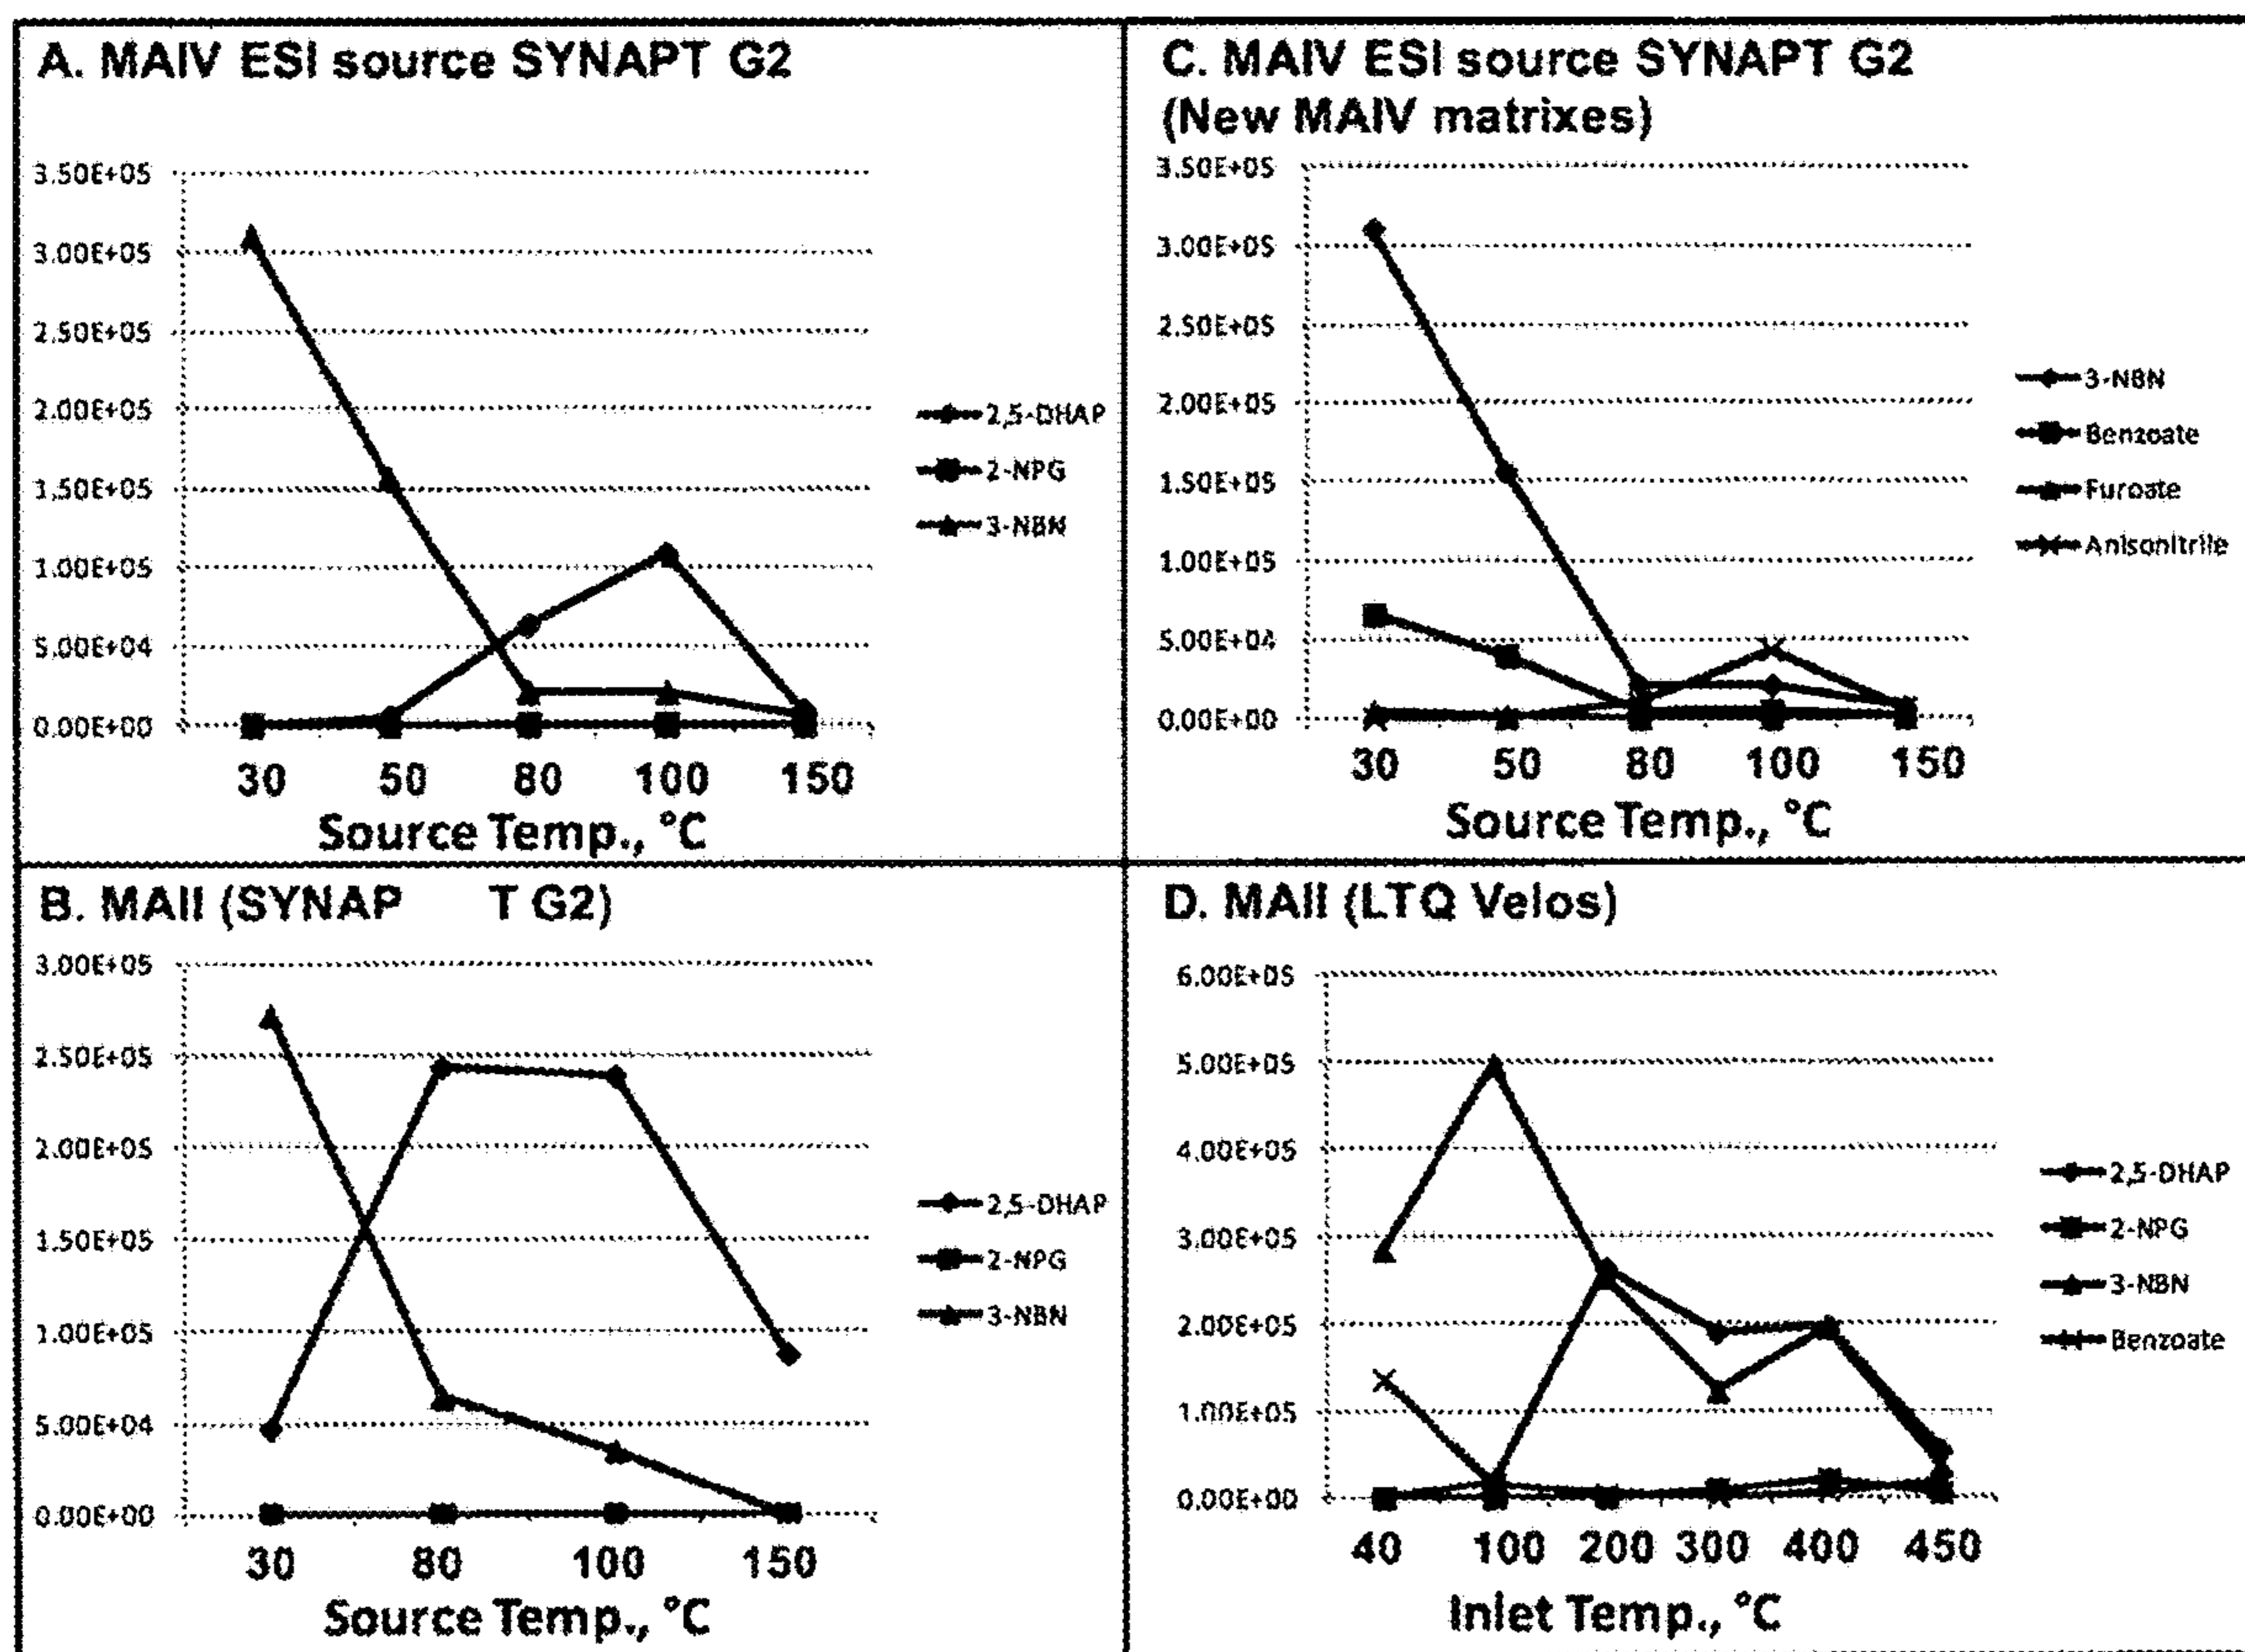 A. MAIV ESI source SYNAPT G2
3.50E+05
3.00E+05
2.50E+05
2.00E+05
1.50E+05
1.00E+05
5.00E+04
0.00E+00
30 50 80 100 150
Source Temp., °C
2,5-DHAP
2-NPG
3-NBN
C. MAIV ESI source SYNAPT G2
(New MAIV matrixes)
3.50E+05
3.00E+05
2.50E+05
2.00E+05
1.50E+05
1.00E+05
5.00E+04
0.00E+00
30 50 80 100 150
Source Temp., °C
3-NBN
Benzoate
Furoate
Anisonitrile
B. MAII (SYNAP T G2)
3.00E+05
2.50E+05
2.00E+05
1.50E+05
1.00E+05
5.00E+04
0.00E+00
30 80 100 150
Source Temp., °C
2,5-DHAP
2-NPG
3-NBN
D. MAII (LTQ Velos)
6.00E+05
5.00E+05
4.00E+05
3.00E+05
2.00E+05
1.00E+05
0.00E+00
40 100 200 300 400 450
Inlet Temp., °C
2,5-DHAP
2-NPG
3-NBN
Benzoate